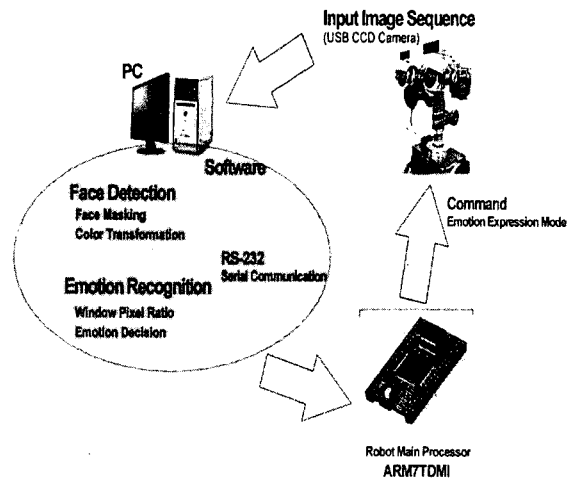 Input Image Sequence
(USB CCD Camera)
PC
Software
Face Detection
Face Masking
Color Transformation
RS-232
Serial Communication
Emotion Recognition
Window Pixel Ratio
Emotion Decision
Command
Emotion Expression Mode
Robot Main Processor
ARM7TDMI